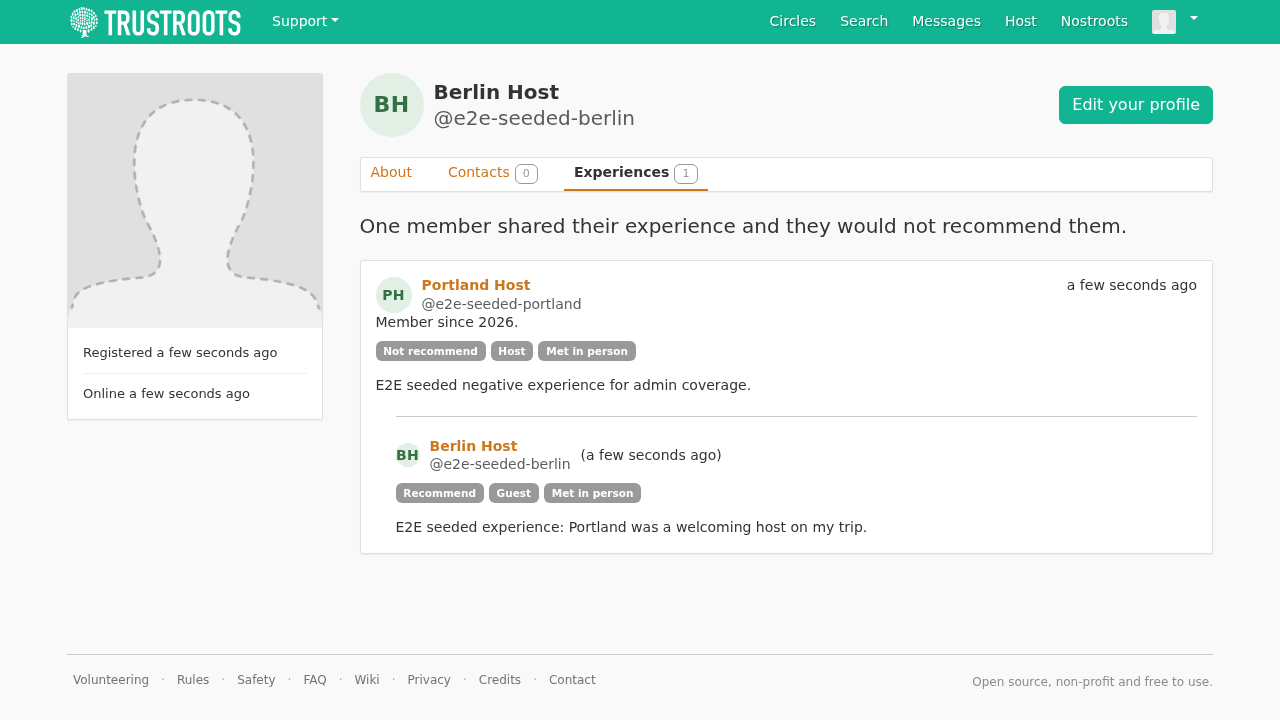 TRUSTROOTS Support Circles Search Messages Host Nostroots
BH Berlin Host
@e2e-seeded-berlin
Edit your profile
About Contacts 0 Experiences 1
One member shared their experience and they would not recommend them.
PH Portland Host a few seconds ago
@e2e-seeded-portland
Member since 2026.
Not recommend Host Met in person
E2E seeded negative experience for admin coverage.
BH Berlin Host (a few seconds ago)
@e2e-seeded-berlin
Recommend Guest Met in person
E2E seeded experience: Portland was a welcoming host on my trip.
Registered a few seconds ago
Online a few seconds ago
Volunteering · Rules · Safety · FAQ · Wiki · Privacy · Credits · Contact
Open source, non-profit and free to use.